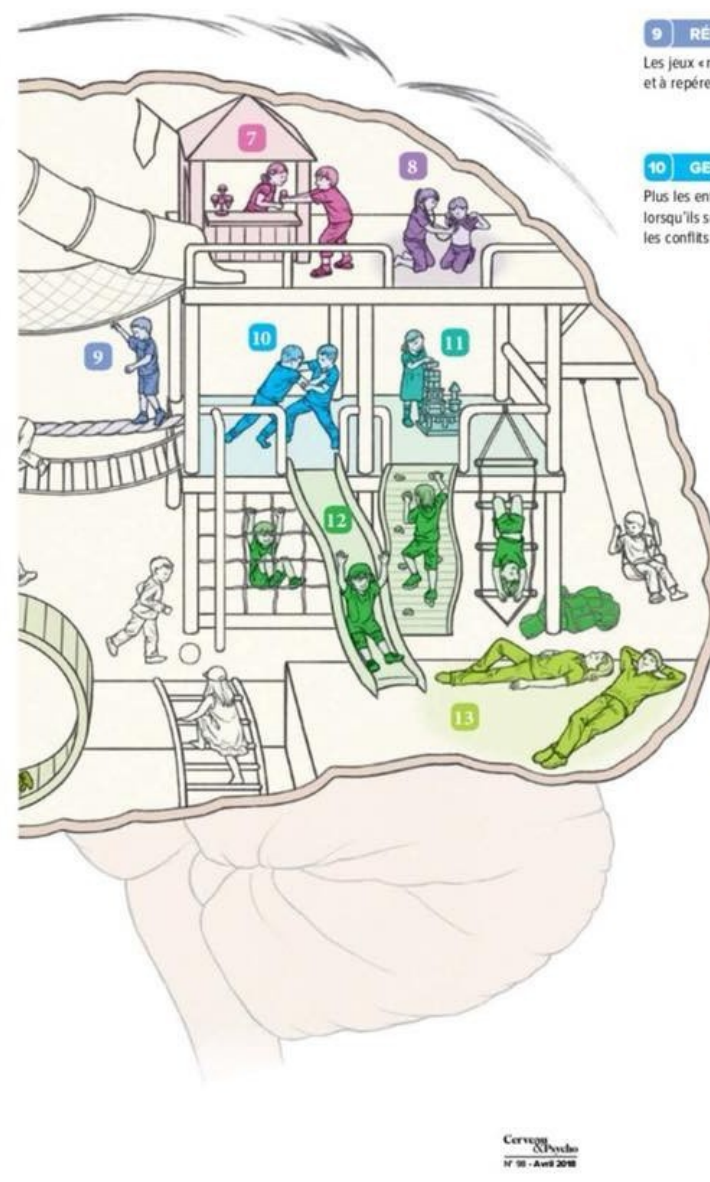 9 RÉ
Les jeux « r
et à repére
10 GE
Plus les en
lorsqu'ils s
les conflits
7
8
9
10
11
12
13
Cerveau
&Psycho
N° 98 - Avril 2018